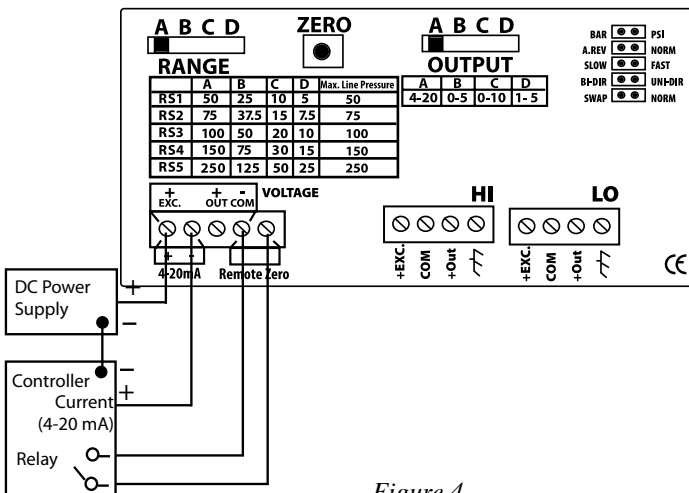 A B C D
ZERO
A B C D
RANGE
OUTPUT
A B C D Max. Line Pressure
RS1 50 25 10 5 50
RS2 75 37.5 15 7.5 75
RS3 100 50 20 10 100
RS4 150 75 30 15 150
RS5 250 125 50 25 250
A B C D
4-20 0-5 0-10 1-5
BAR PSI
A.REV NORM
SLOW FAST
BI-DIR UNI-DIR
SWAP NORM
+ + - VOLTAGE
EXC. OUT COM
+ -
4-20mA Remote Zero
HI
+EXC. COM +Out
LO
+EXC. COM +Out
CE
DC Power
Supply
+
–
–
Controller
+
Current
(4-20 mA)
Relay
Figure 4